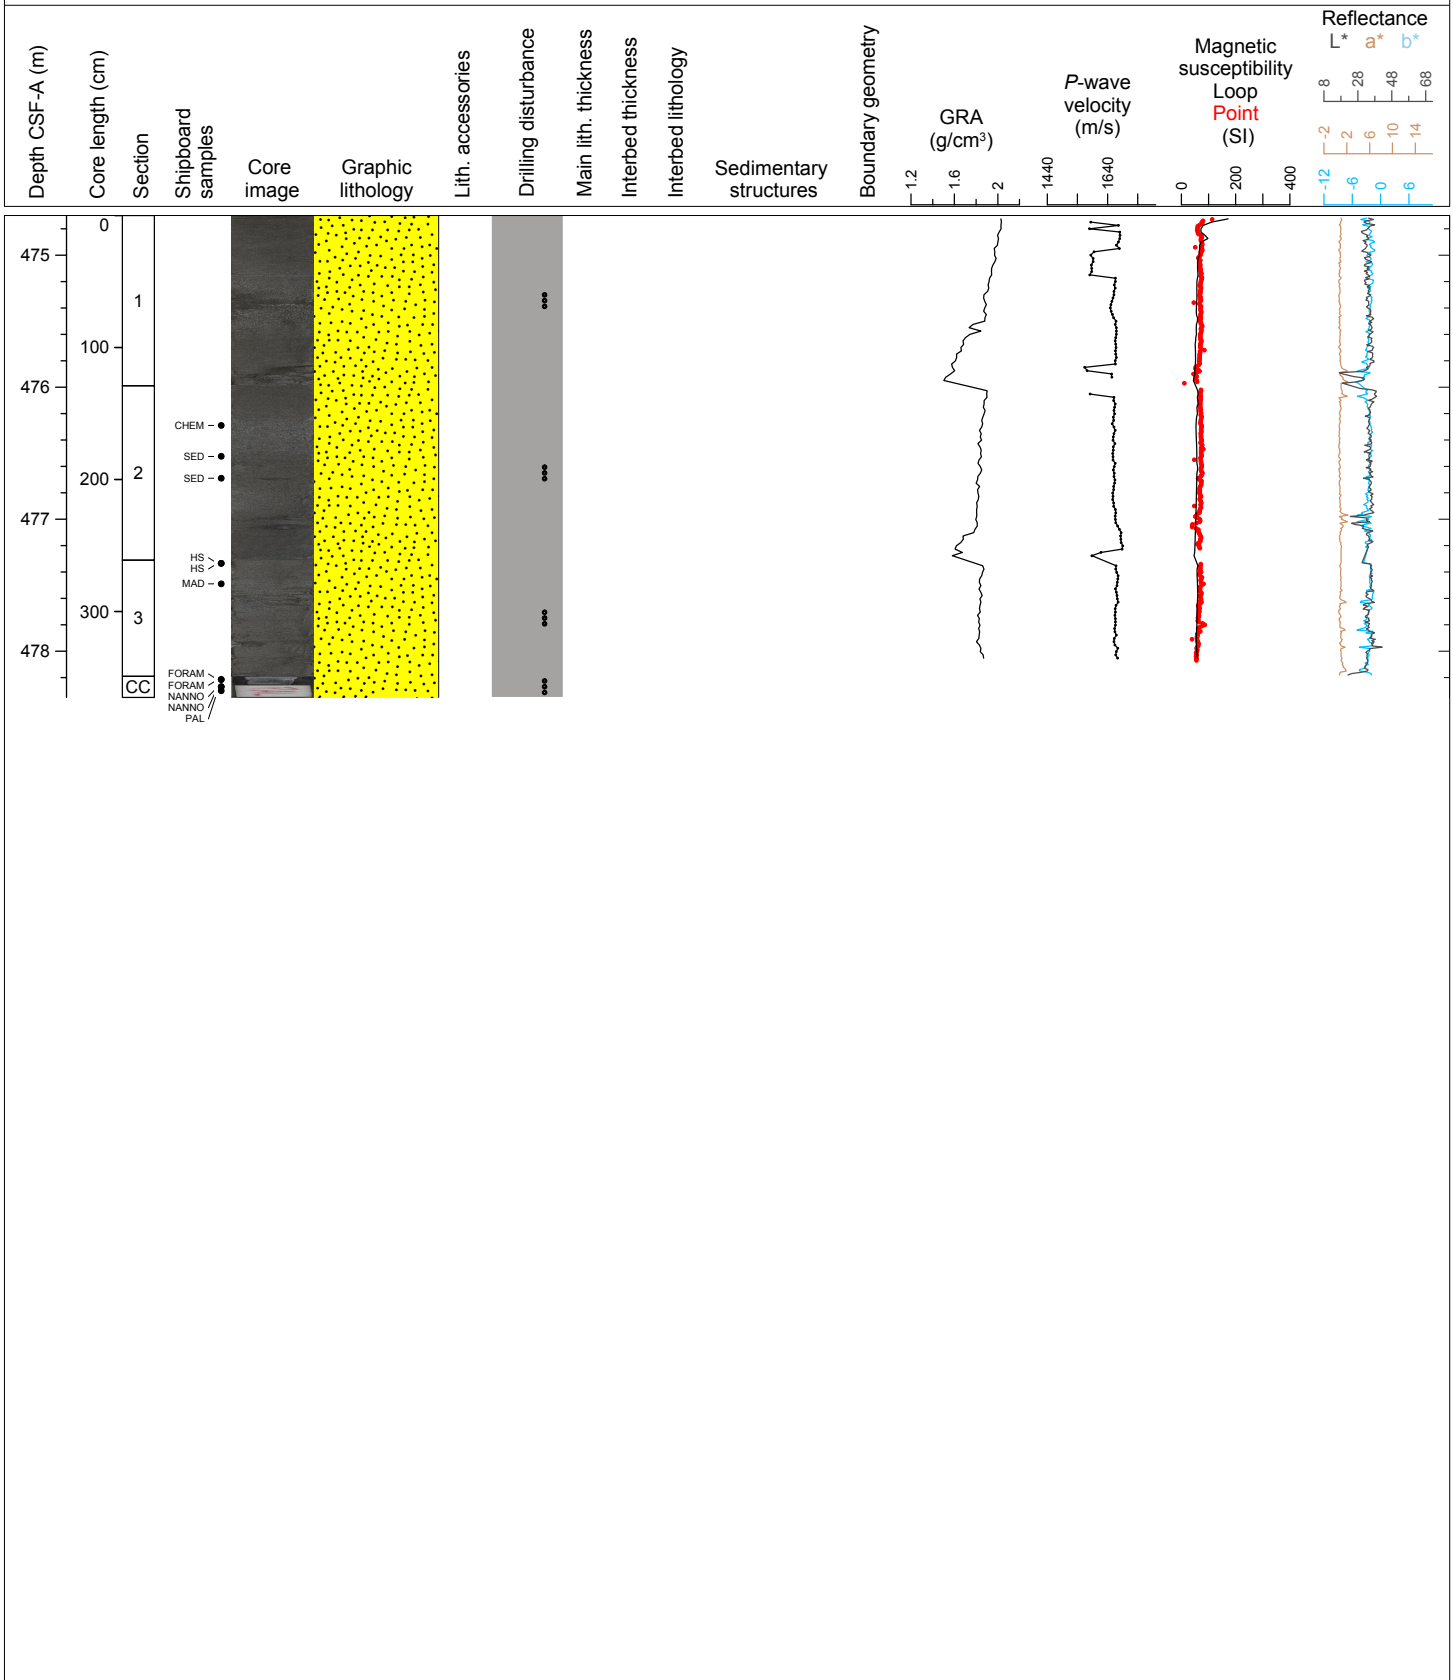 Depth CSF-A (m)
Core length (cm)
Section
Shipboard
samples
Core
image
Graphic
lithology
Lith. accessories
Drilling disturbance
Main lith. thickness
Interbed thickness
Interbed lithology
Sedimentary
structures
Boundary geometry
GRA
(g/cm³)
1.2 1.6 2
P-wave
velocity
(m/s)
1440 1640
Magnetic
susceptibility
Loop
Point
(SI)
0 200 400
Reflectance
L* a* b*
8 28 48 68
-2 2 6 10 14
-12 -6 0 6
0
475
1
100
476
CHEM
SED
2
200
SED
477
HS
HS
MAD
300
3
478
FORAM
CC
FORAM
NANNO
NANNO
PAL